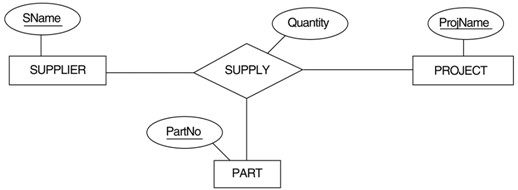 SName
Quantity
ProjName
SUPPLIER
SUPPLY
PROJECT
PartNo
PART